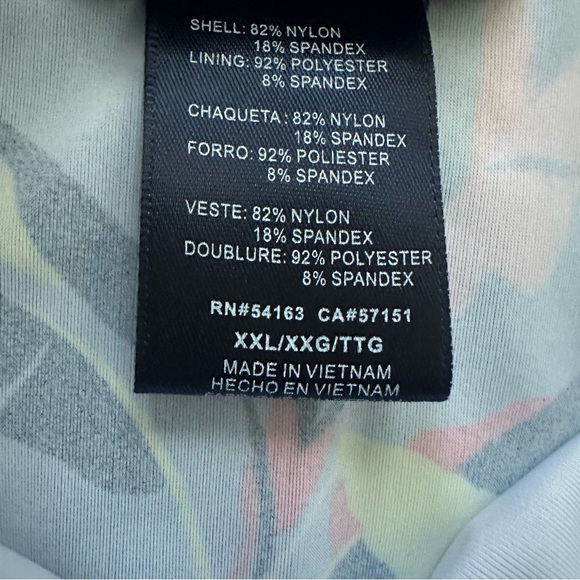 SHELL: 82% NYLON
18% SPANDEX
LINING: 92% POLYESTER
8% SPANDEX
CHAQUETA: 82% NYLON
18% SPANDEX
FORRO: 92% POLIESTER
8% SPANDEX
VESTE: 82% NYLON
18% SPANDEX
DOUBLURE: 92% POLYESTER
8% SPANDEX
RN#54163 CA#57151
XXL/XXG/TTG
MADE IN VIETNAM
HECHO EN VIETNAM